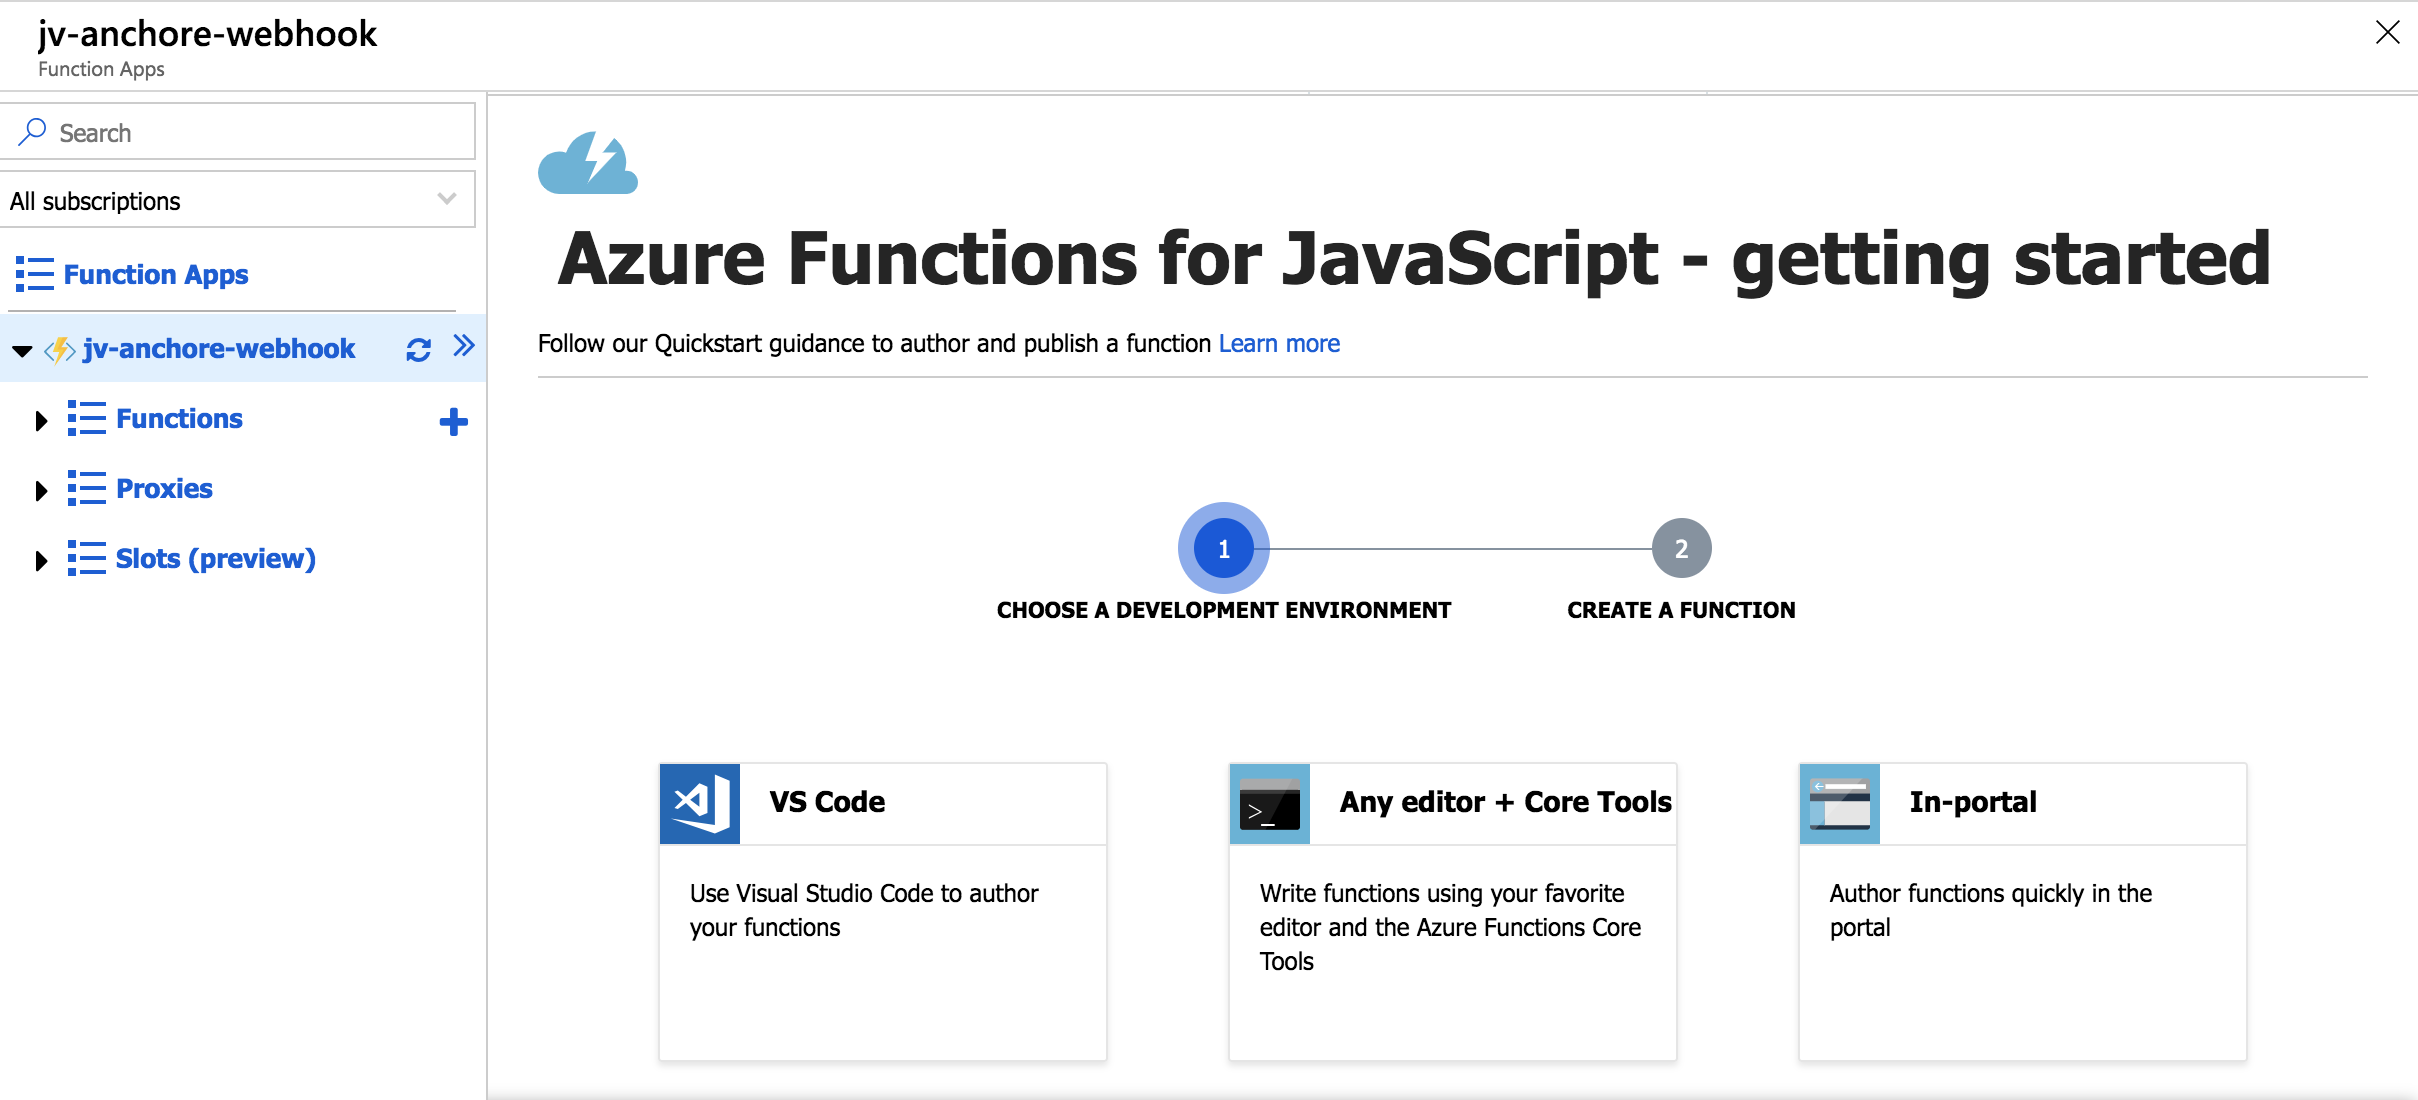 jv-anchore-webhook
Function Apps
Search
All subscriptions
Function Apps
jv-anchore-webhook
Functions
Proxies
Slots (preview)
Azure Functions for JavaScript - getting started
Follow our Quickstart guidance to author and publish a function Learn more
1
2
CHOOSE A DEVELOPMENT ENVIRONMENT
CREATE A FUNCTION
VS Code
Use Visual Studio Code to author
your functions
Any editor + Core Tools
Write functions using your favorite
editor and the Azure Functions Core
Tools
In-portal
Author functions quickly in the
portal